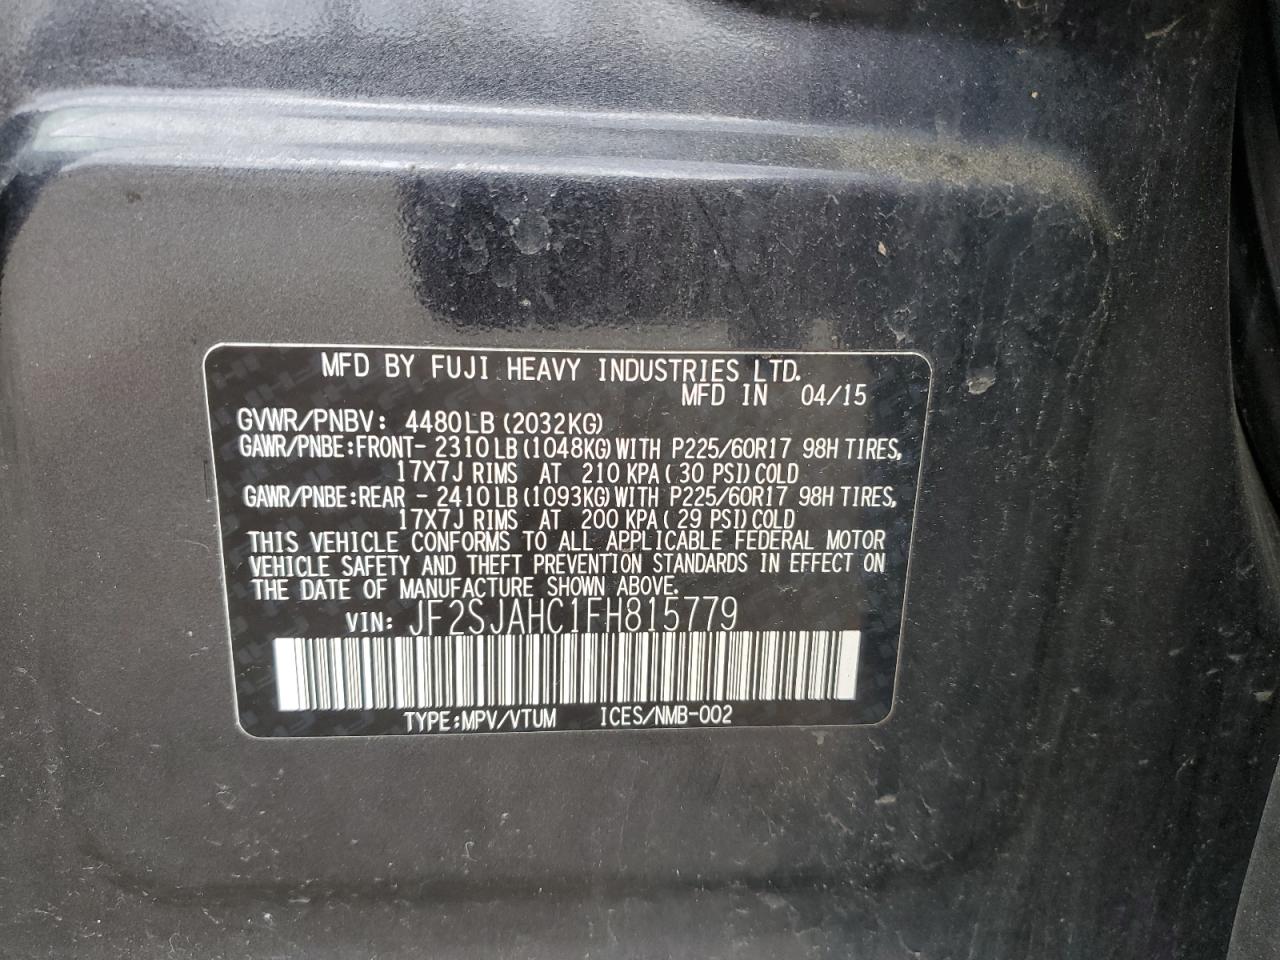 MFD BY FUJI HEAVY INDUSTRIES LTD.
MFD IN 04/15
GVWR/PNBV: 4480LB (2032KG)
GAWR/PNBE:FRONT- 2310LB (1048KG) WITH P225/60R17 98H TIRES,
17X7J RIMS AT 210 KPA (30 PSI) COLD
GAWR/PNBE:REAR - 2410LB (1093KG) WITH P225/60R17 98H TIRES,
17X7J RIMS AT 200 KPA (29 PSI) COLD
THIS VEHICLE CONFORMS TO ALL APPLICABLE FEDERAL MOTOR
VEHICLE SAFETY AND THEFT PREVENTION STANDARDS IN EFFECT ON
THE DATE OF MANUFACTURE SHOWN ABOVE.
VIN: JF2SJAHC1FH815779
TYPE:MPV/VTUM ICES/NMB-002